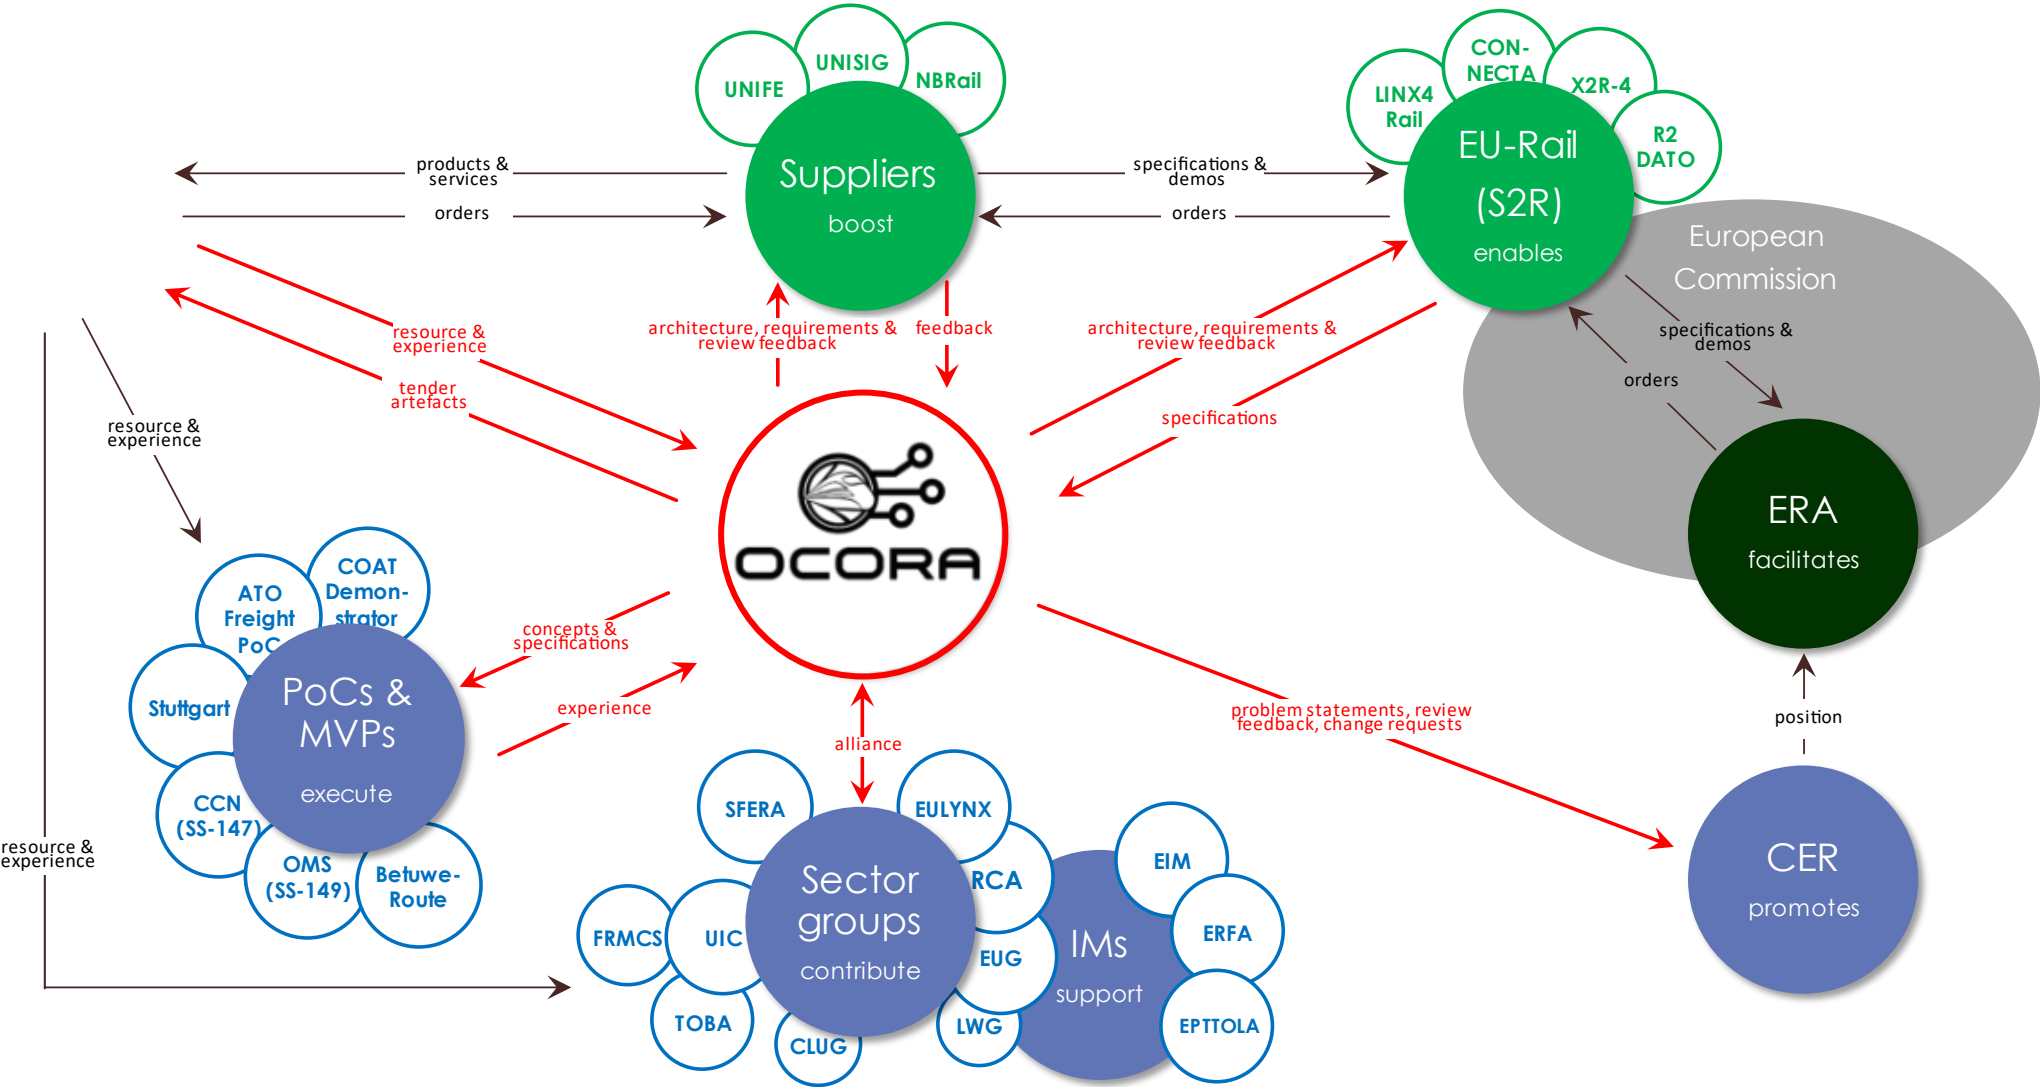 UNIFE
UNISIG
NBRail
Suppliers
boost
LINX4
Rail
CON-
NECTA
X2R-4
R2
DATO
EU-Rail
(S2R)
enables
European
Commission
products &
services
orders
specifications &
demos
orders
resource &
experience
tender
artefacts
architecture, requirements &
review feedback
feedback
architecture, requirements &
review feedback
specifications
specifications &
demos
orders
ERA
facilitates
resource &
experience
OCORA
COAT
Demon-
strator
ATO
Freight
PoC
Stuttgart
PoCs &
MVPs
execute
CCN
(SS-147)
OMS
(SS-149)
Betuwe-
Route
concepts &
specifications
experience
alliance
problem statements, review
feedback, change requests
position
CER
promotes
resource &
experience
SFERA
EULYNX
Sector
groups
contribute
RCA
EUG
LWG
FRMCS
UIC
TOBA
CLUG
IMs
support
EIM
ERFA
EPTTOLA